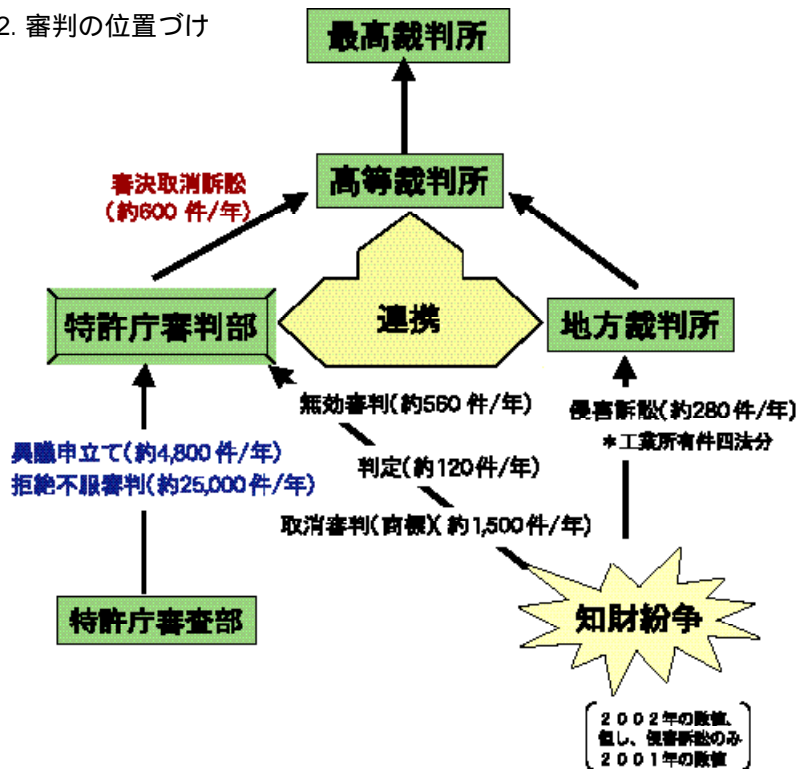 2. 審判の位置づけ
最高裁判所
高等裁判所
審決取消訴訟
(約600 件/年)
特許庁審判部
連携
地方裁判所
無効審判(約560 件/年)
侵害訴訟(約280 件/年)
*工業所有件四法分
異議申立て(約4,800 件/年)
拒絶不服審判(約25,000 件/年)
判定(約120件/年)
取消審判(商標)(約1,500件/年)
特許庁審査部
知財紛争
2002年の数値、
但し、侵害訴訟のみ
2001年の数値